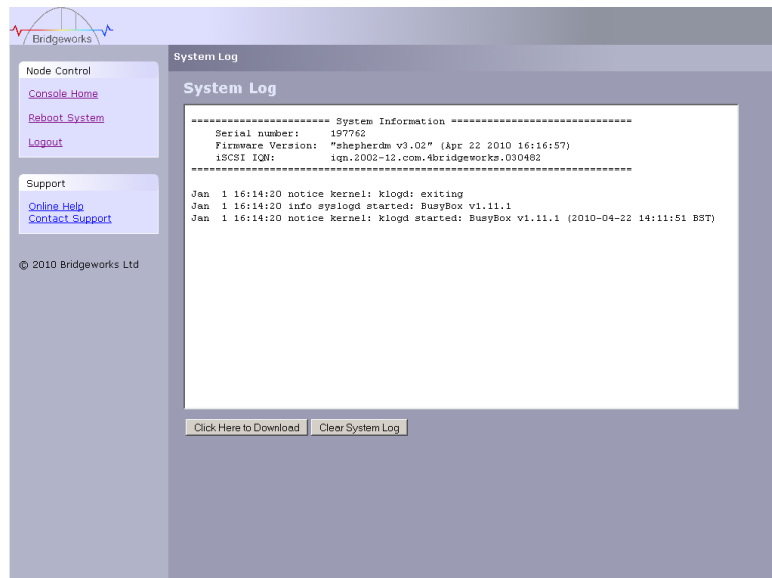 Bridgeworks
System Log
Node Control
Console Home
Reboot System
Logout
Support
Online Help
Contact Support
© 2010 Bridgeworks Ltd
System Log
======================= System Information ==============================
Serial number: 197762
Firmware Version: "shepherdm v3.02" (Apr 22 2010 16:16:57)
iSCSI IQN: iqn.2002-12.com.4bridgeworks.030482
=========================================================================
Jan 1 16:14:20 notice kernel: klogd: exiting
Jan 1 16:14:20 info syslogd started: BusyBox v1.11.1
Jan 1 16:14:20 notice kernel: klogd started: BusyBox v1.11.1 (2010-04-22 14:11:51 BST)
Click Here to Download
Clear System Log